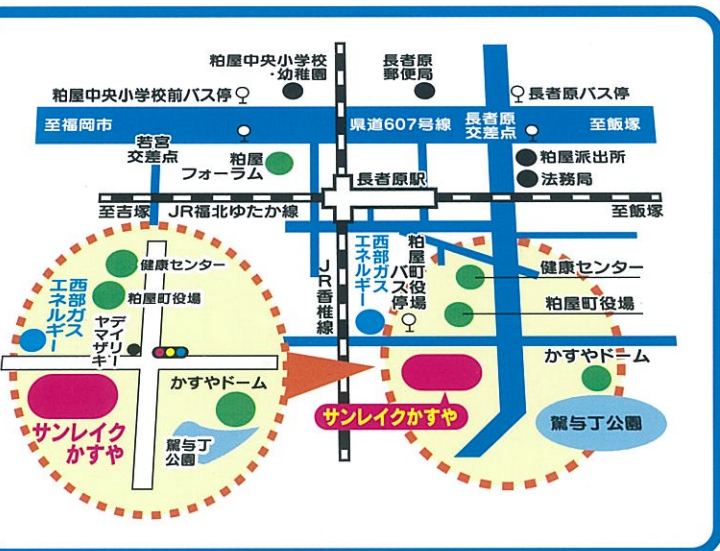 粕屋中央小学校
・幼稚園
長者原
郵便局
粕屋中央小学校前バス停
長者原バス停
至福岡市
県道607号線
長者原
交差点
至飯塚
若宮
交差点
粕屋
フォーラム
長者原駅
粕屋派出所
法務局
至吉塚
JR福北ゆたか線
至飯塚
JR香椎線
西部ガス
エネルギー
粕屋町役場
バス停
健康センター
粕屋町役場
かすやドーム
サンレイクかすや
駕与丁公園
健康センター
粕屋町役場
西部ガス
エネルギー
デイリー
ヤマザキ
かすやドーム
サンレイク
かすや
駕与丁
公園